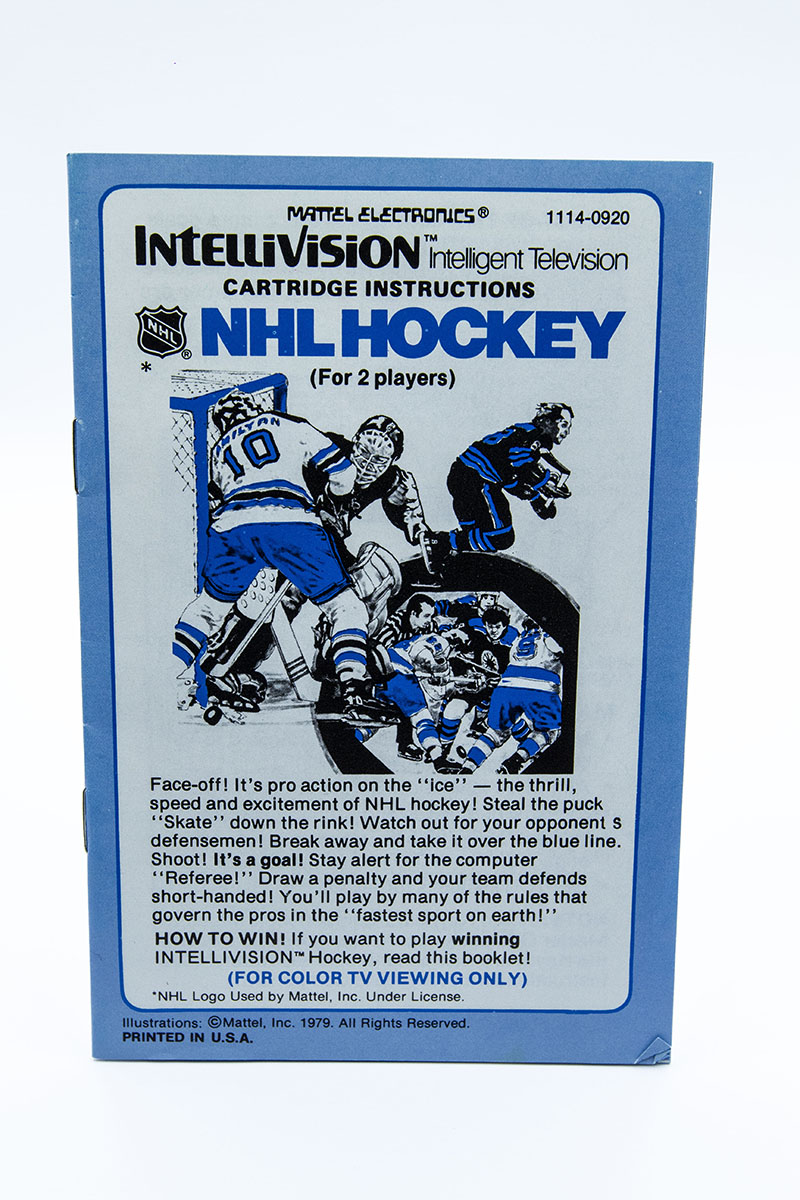 MATTEL ELECTRONICS® 1114-0920
INTELLIVISION™ Intelligent Television
CARTRIDGE INSTRUCTIONS
NHL ® NHL HOCKEY
*
(For 2 players)
10
Face-off! It's pro action on the "ice" — the thrill,
speed and excitement of NHL hockey! Steal the puck
"Skate" down the rink! Watch out for your opponent s
defensemen! Break away and take it over the blue line.
Shoot! It's a goal! Stay alert for the computer
"Referee!" Draw a penalty and your team defends
short-handed! You'll play by many of the rules that
govern the pros in the "fastest sport on earth!"
HOW TO WIN! If you want to play winning
INTELLIVISION™ Hockey, read this booklet!
(FOR COLOR TV VIEWING ONLY)
*NHL Logo Used by Mattel, Inc. Under License.
Illustrations: ©Mattel, Inc. 1979. All Rights Reserved.
PRINTED IN U.S.A.